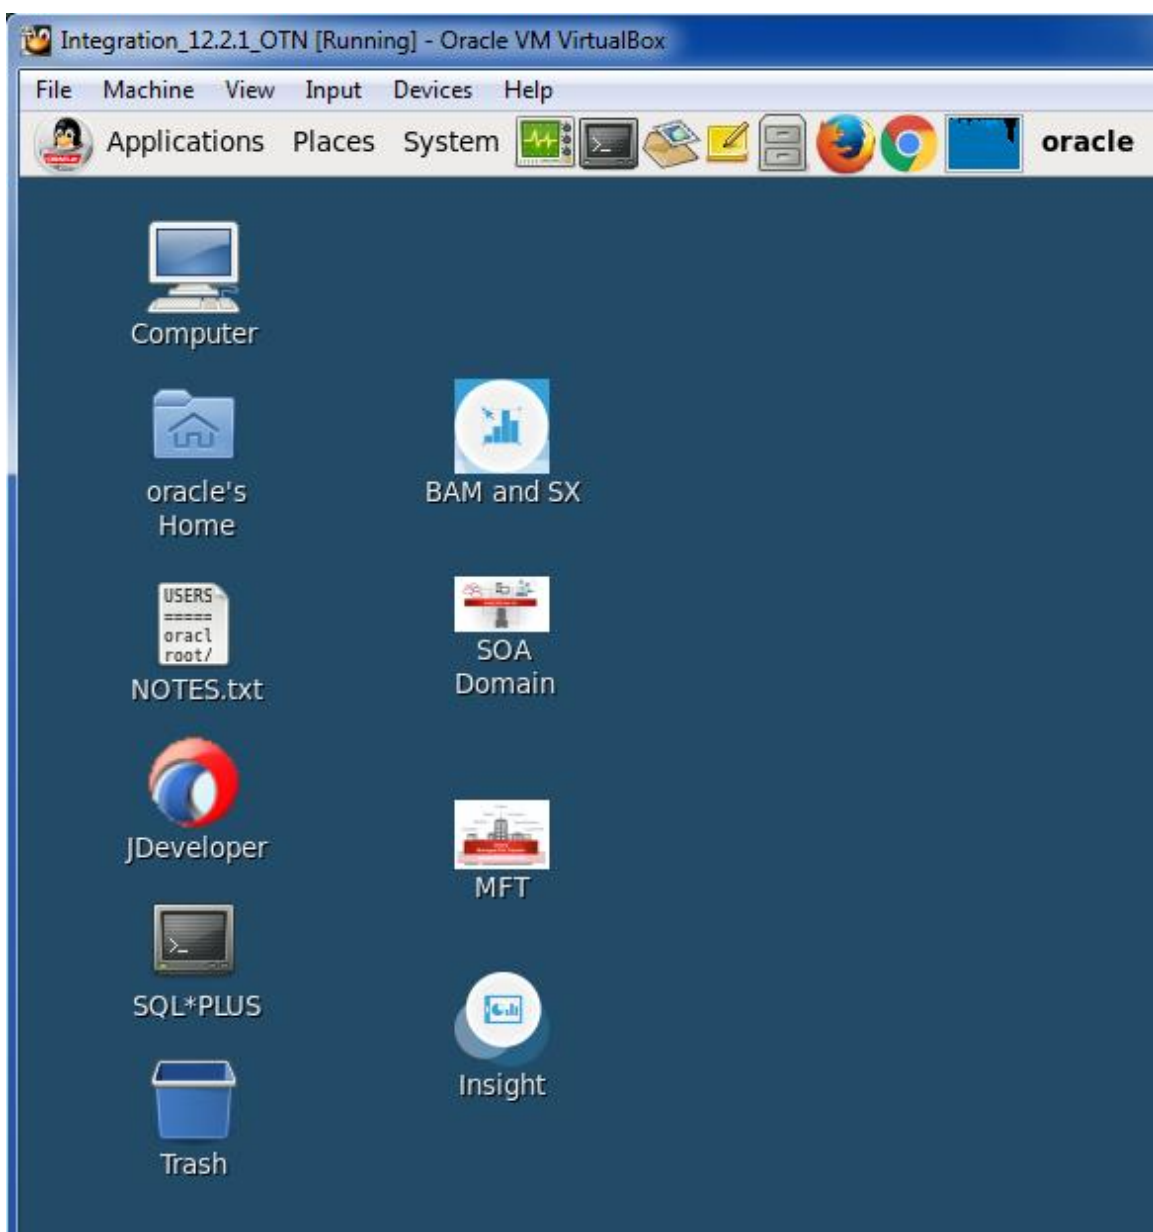 Integration_12.2.1_OTN [Running] - Oracle VM VirtualBox
File Machine View Input Devices Help
Applications Places System oracle
Computer
oracle's
Home
BAM and SX
USERS
=====
oracl
root/
NOTES.txt
SOA
Domain
JDeveloper
MFT
SQL*PLUS
Insight
Trash